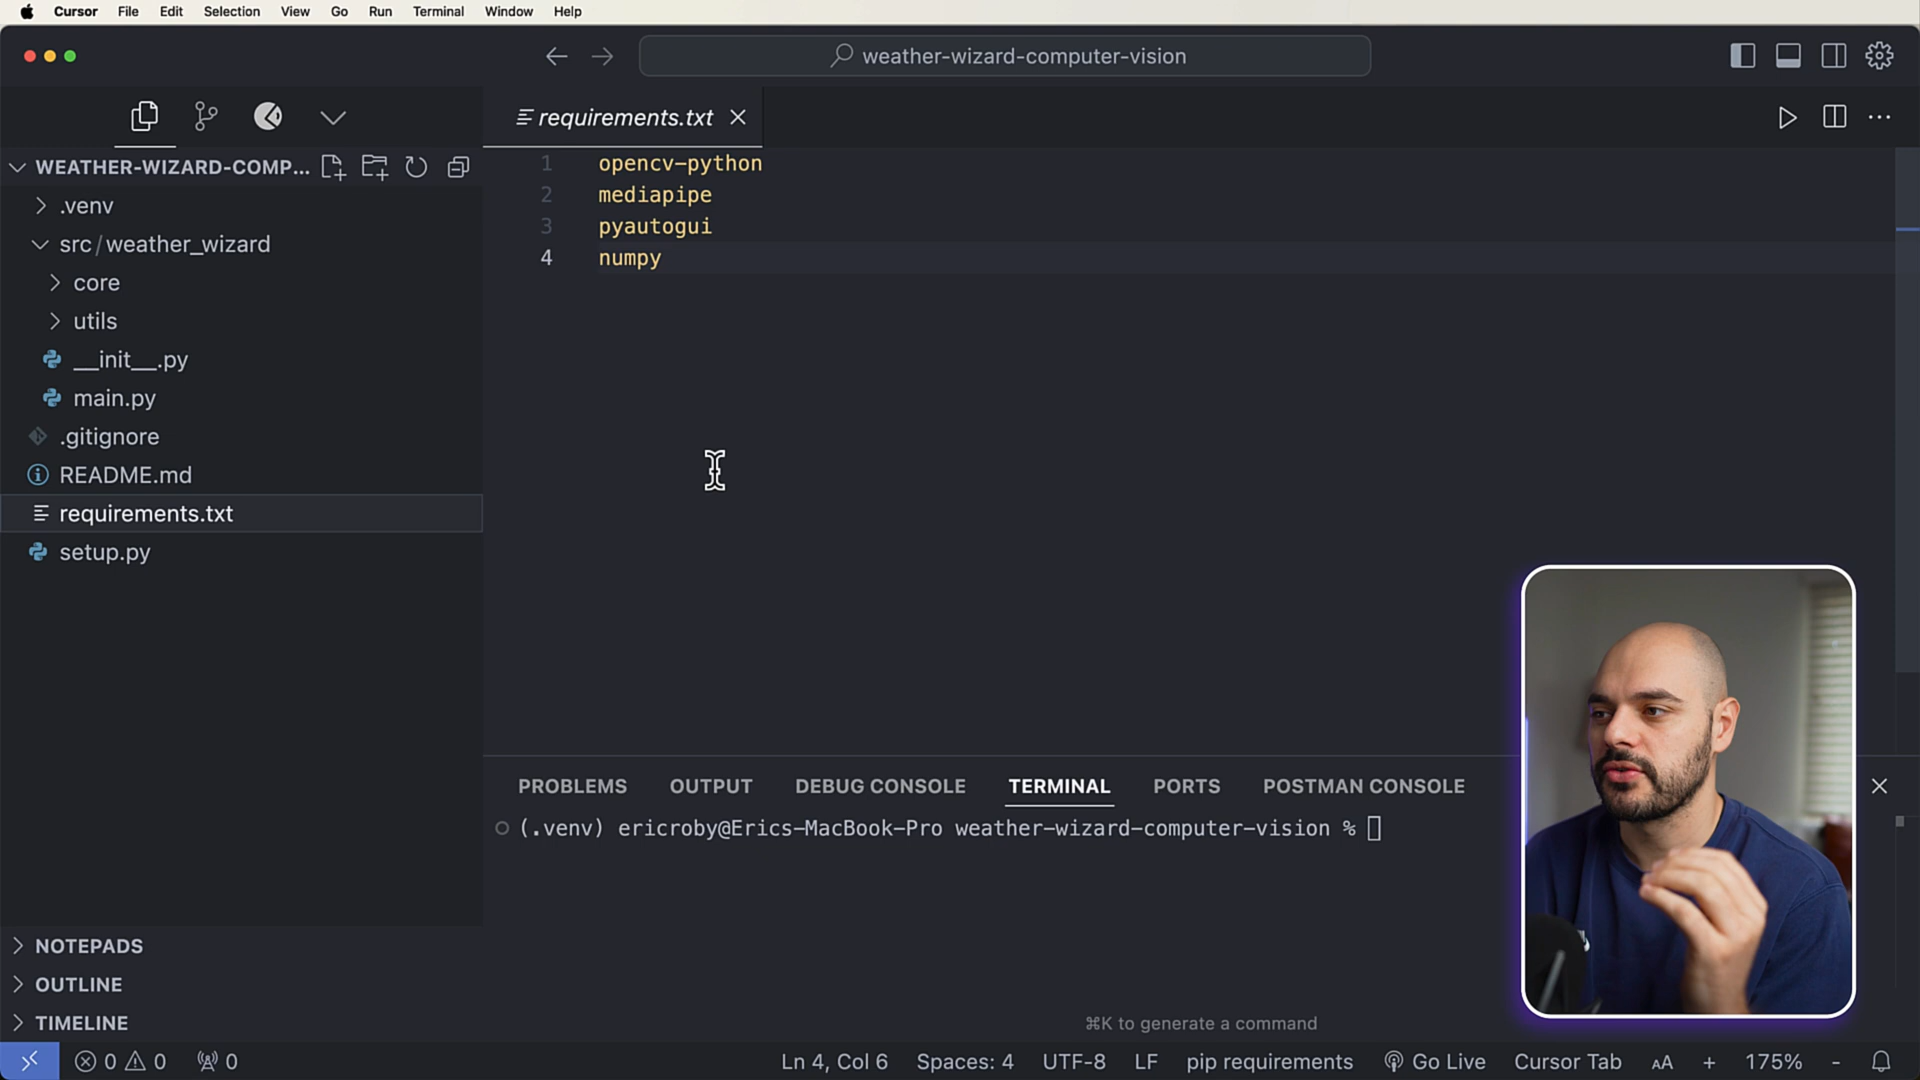 Cursor File Edit Selection View Go Run Terminal Window Help
weather-wizard-computer-vision
requirements.txt
WEATHER-WIZARD-COMP...
.venv
src/weather_wizard
core
utils
__init__.py
main.py
.gitignore
README.md
requirements.txt
setup.py
1 opencv-python
2 mediapipe
3 pyautogui
4 numpy
PROBLEMS OUTPUT DEBUG CONSOLE TERMINAL PORTS POSTMAN CONSOLE
(.venv) ericroby@Erics-MacBook-Pro weather-wizard-computer-vision %
⌘K to generate a command
NOTEPADS
OUTLINE
TIMELINE
0 0 0 Ln 4, Col 6 Spaces: 4 UTF-8 LF pip requirements Go Live Cursor Tab AA + 175% -